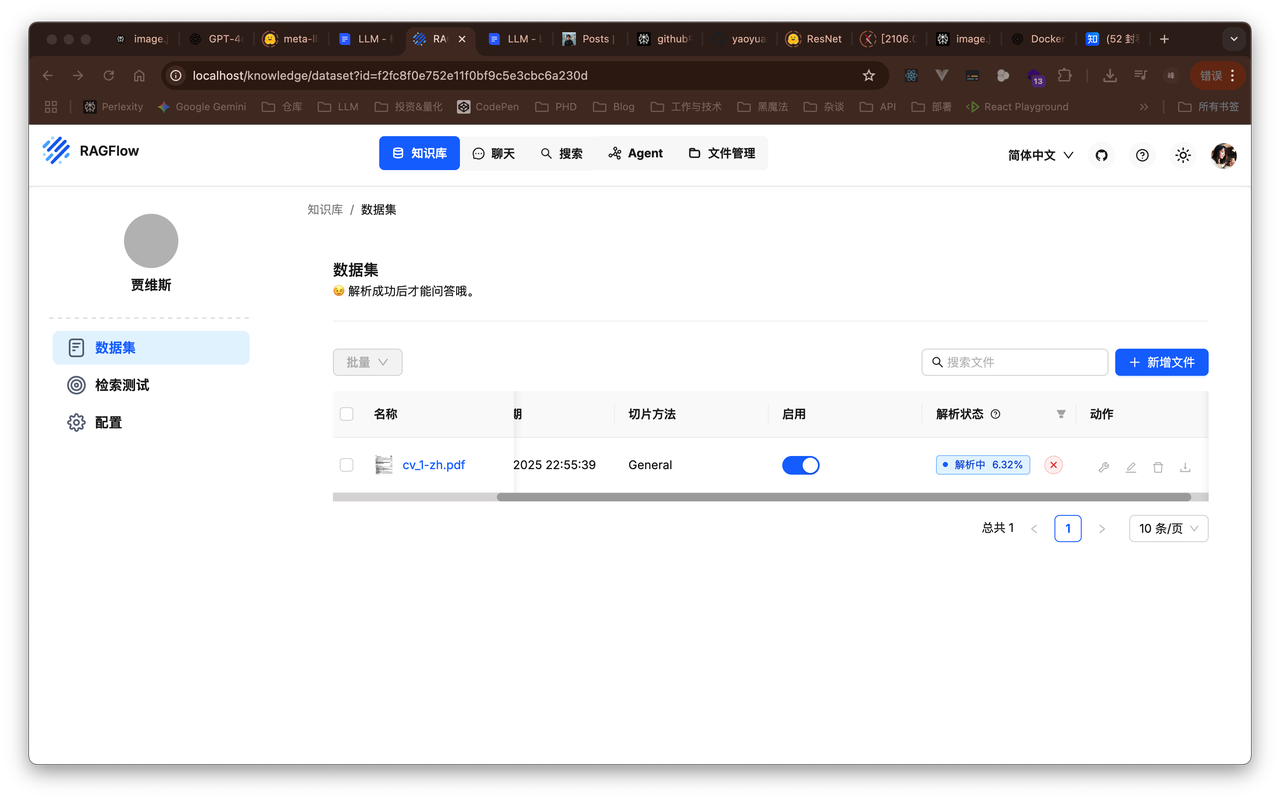 image.
GPT-4
meta-ll
LLM -
RA
LLM -
Posts
github
yaoyua
ResNet
[2106.0
image.
Docker
知 (52 封
localhost/knowledge/dataset?id=f2fc8f0e752e11f0bf9c5e3cbc6a230d
13
错误
Perlexity
Google Gemini
仓库
LLM
投资&量化
CodePen
PHD
Blog
工作与技术
黑魔法
杂谈
API
部署
React Playground
»
所有书签
RAGFlow
知识库
聊天
搜索
Agent
文件管理
简体中文
贾维斯
数据集
检索测试
配置
知识库 / 数据集
数据集
😉 解析成功后才能问答哦。
批量
搜索文件
+ 新增文件
名称
期
切片方法
启用
解析状态
动作
cv_1-zh.pdf
2025 22:55:39
General
解析中 6.32%
总共 1
1
10 条/页